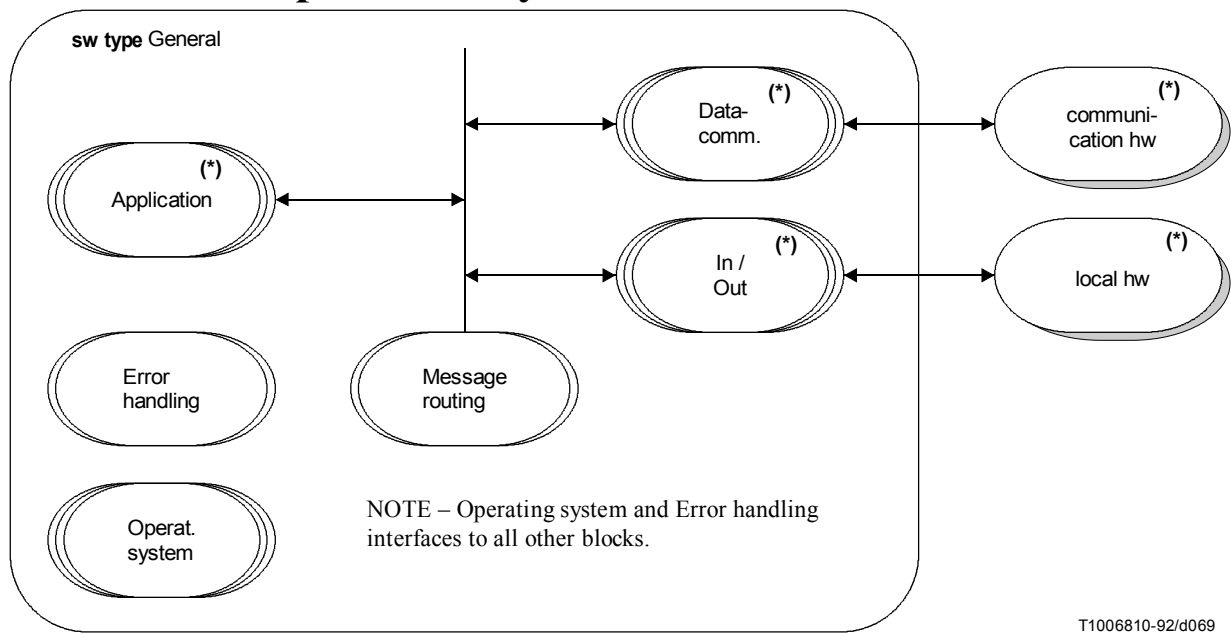 sw type General
(*)
Data-
comm.
(*)
communi-
cation hw
(*)
Application
(*)
In /
Out
(*)
local hw
Error
handling
Message
routing
Operat.
system
NOTE – Operating system and Error handling
interfaces to all other blocks.
T1006810-92/d069